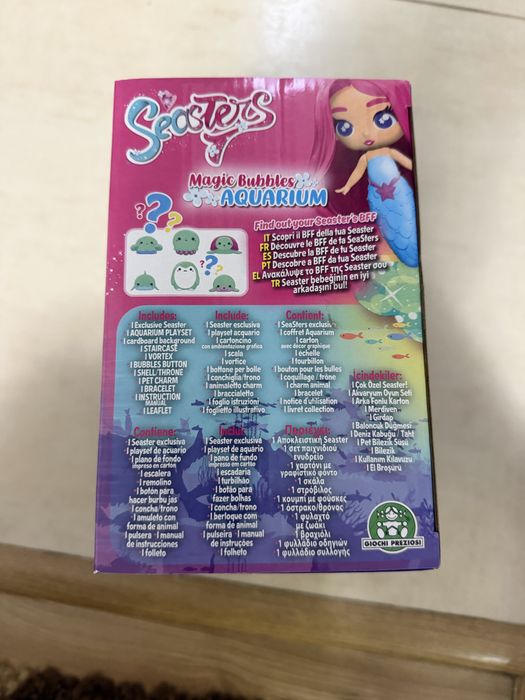 SeaSTerS
Magic Bubbles
AQUARIUM
Find out your Seaster's BFF
IT Scopri il BFF della tua Seaster
FR Découvre le BFF de ta SeaSters
ES Descubre la BFF de tu Seaster
PT Descobre a BFF da tua Seaster
EL Ανακάλυψε το BFF της Seaster σου
TR Seaster bebeğinin en iyi
arkadaşını bul!
? ? ?
? ?
Includes:
1 Exclusive Seaster
1 AQUARIUM PLAYSET
1 cardboard background
1 STAIRCASE
1 VORTEX
1 BUBBLES BUTTON
1 SHELL/THRONE
1 PET CHARM
1 BRACELET
1 INSTRUCTION
MANUAL
1 LEAFLET
Include:
1 Seaster esclusiva
1 playset acquario
1 cartoncino
con ambientazione grafica
1 scala
1 vortice
1 bottone per bolle
1 conchiglia/trono
1 animaletto charm
1 braccialetto
1 foglio istruzioni
1 foglietto illustrativo
Contient:
1 SeaSters exclusif
1 coffret Aquarium
1 carton
avec décor graphique
1 échelle
1 tourbillon
1 bouton pour les bulles
1 coquillage / trône
1 charm animal
1 bracelet
1 notice d'utilisation
1 livret collection
İçindekiler:
1 Çok Özel Seaster!
1 Akvaryum Oyun Seti
1 Arka Fonlu Karton
1 Merdiven
1 Girdap
1 Baloncuk Düğmesi
1 Deniz Kabuğu / Taht
1 Pet Bilezik Süsü
1 Bilezik
1 Kullanım Kılavuzu
1 El Broşürü
Contiene:
1 Seaster exclusiva
1 playset de acuario
1 plano de fondo
impreso en cartón
1 escalera
1 remolino
1 botón para
hacer burbujas
1 concha/trono
1 amuleto con
forma de animal
1 pulsera 1 manual
de instrucciones
1 folleto
Inclui:
1 Seaster exclusiva
1 playset de aquário
1 pano de fundo
impresso em cartão
1 escadaria
1 turbilhão
1 botão para
fazer bolhas
1 concha/trono
1 berloque com
forma de animal
1 pulseira 1 manual
de instruções
1 folheto
Περιέχει:
1 Αποκλειστική Seaster
1 σετ παιχνιδιού
ενυδρείο
1 χαρτόνι με
γραφιστικό φόντο
1 σκάλα
1 στρόβιλος
1 κουμπί με φούσκες
1 όστρακο/θρόνος
1 φυλαχτό
με ζωάκι
1 βραχιόλι
1 φυλλάδιο οδηγιών
1 φυλλάδιο συλλογής
GIOCHI PREZIOSI